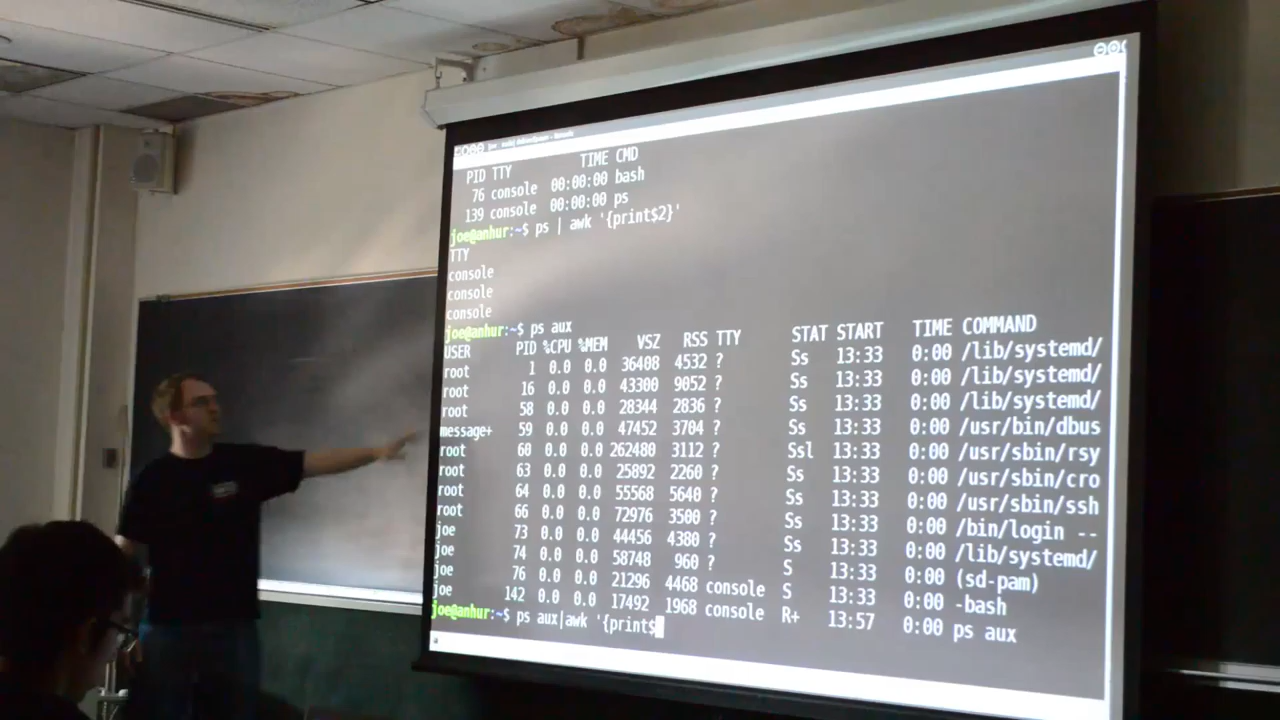 PID TTY TIME CMD
76 console 00:00:00 bash
139 console 00:00:00 ps
joe@anhur:~$ ps | awk '{print$2}'
TTY
console
console
console
joe@anhur:~$ ps aux
USER PID %CPU %MEM VSZ RSS TTY STAT START TIME COMMAND
root 1 0.0 0.0 36408 4532 ? Ss 13:33 0:00 /lib/systemd/
root 16 0.0 0.0 43300 9052 ? Ss 13:33 0:00 /lib/systemd/
root 58 0.0 0.0 28344 2836 ? Ss 13:33 0:00 /lib/systemd/
message+ 59 0.0 0.0 47452 3704 ? Ss 13:33 0:00 /usr/bin/dbus
root 60 0.0 0.0 262480 3112 ? Ssl 13:33 0:00 /usr/sbin/rsy
root 63 0.0 0.0 25892 2260 ? Ss 13:33 0:00 /usr/sbin/cro
root 64 0.0 0.0 55568 5640 ? Ss 13:33 0:00 /usr/sbin/ssh
root 66 0.0 0.0 72976 3500 ? Ss 13:33 0:00 /bin/login --
joe 73 0.0 0.0 44456 4380 ? Ss 13:33 0:00 /lib/systemd/
joe 74 0.0 0.0 58748 960 ? S 13:33 0:00 (sd-pam)
joe 76 0.0 0.0 21296 4468 console S 13:33 0:00 -bash
joe 142 0.0 0.0 17492 1968 console R+ 13:57 0:00 ps aux
joe@anhur:~$ ps aux|awk '{print$